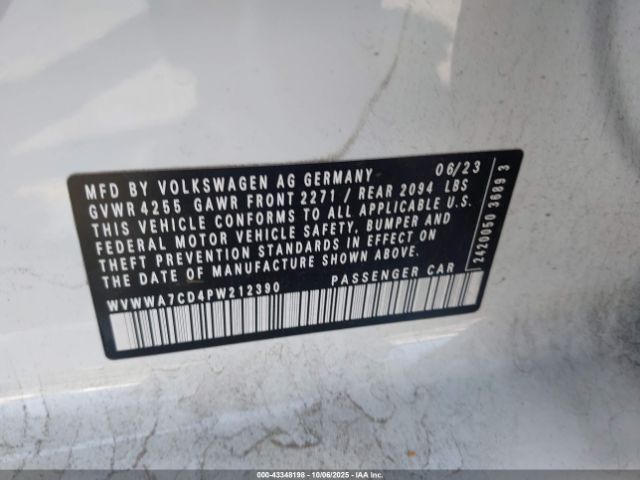 MFD BY VOLKSWAGEN AG GERMANY 06/23
GVWR 4255 GAWR FRONT 2271 / REAR 2094 LBS
THIS VEHICLE CONFORMS TO ALL APPLICABLE U.S.
FEDERAL MOTOR VEHICLE SAFETY, BUMPER AND
THEFT PREVENTION STANDARDS IN EFFECT ON
THE DATE OF MANUFACTURE SHOWN ABOVE.
WVWWA7CD4PW212390 PASSENGER CAR
2420050 3689 3
000-43348198 - 10/06/2025 - © 2025 - IAA Inc.